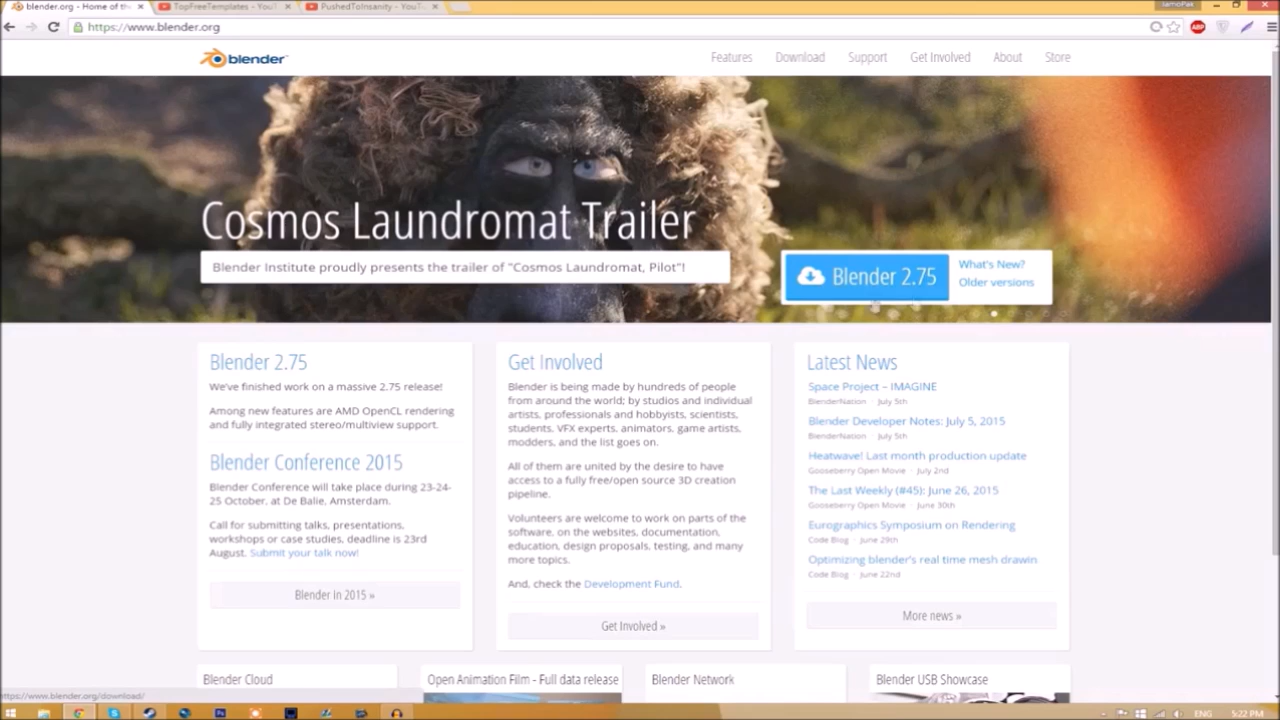 blender.org - Home of th
TopFreeTemplates - YouT
PushedToInsanity - YouT
SamoPak
https://www.blender.org
ABP
blender
Features
Download
Support
Get Involved
About
Store
Cosmos Laundromat Trailer
Blender Institute proudly presents the trailer of "Cosmos Laundromat, Pilot"!
Blender 2.75
What's New?
Older versions
Blender 2.75
We've finished work on a massive 2.75 release!
Among new features are AMD OpenCL rendering
and fully integrated stereo/multiview support.
Blender Conference 2015
Blender Conference will take place during 23-24-
25 October, at De Balie, Amsterdam.
Call for submitting talks, presentations,
workshops or case studies, deadline is 23rd
August. Submit your talk now!
Blender in 2015 »
Get Involved
Blender is being made by hundreds of people
from around the world; by studios and individual
artists, professionals and hobbyists, scientists,
students, VFX experts, animators, game artists,
modders, and the list goes on.
All of them are united by the desire to have
access to a fully free/open source 3D creation
pipeline.
Volunteers are welcome to work on parts of the
software, on the websites, documentation,
education, design proposals, testing, and many
more topics.
And, check the Development Fund.
Get Involved »
Latest News
Space Project – IMAGINE
BlenderNation · July 5th
Blender Developer Notes: July 5, 2015
BlenderNation · July 5th
Heatwave! Last month production update
Gooseberry Open Movie · July 2nd
The Last Weekly (#45): June 26, 2015
Gooseberry Open Movie · June 30th
Eurographics Symposium on Rendering
Code Blog · June 29th
Optimizing blender's real time mesh drawin
Code Blog · June 22nd
More news »
Blender Cloud
Open Animation Film - Full data release
Blender Network
Blender USB Showcase
https://www.blender.org/download/
ENG
5:22 PM